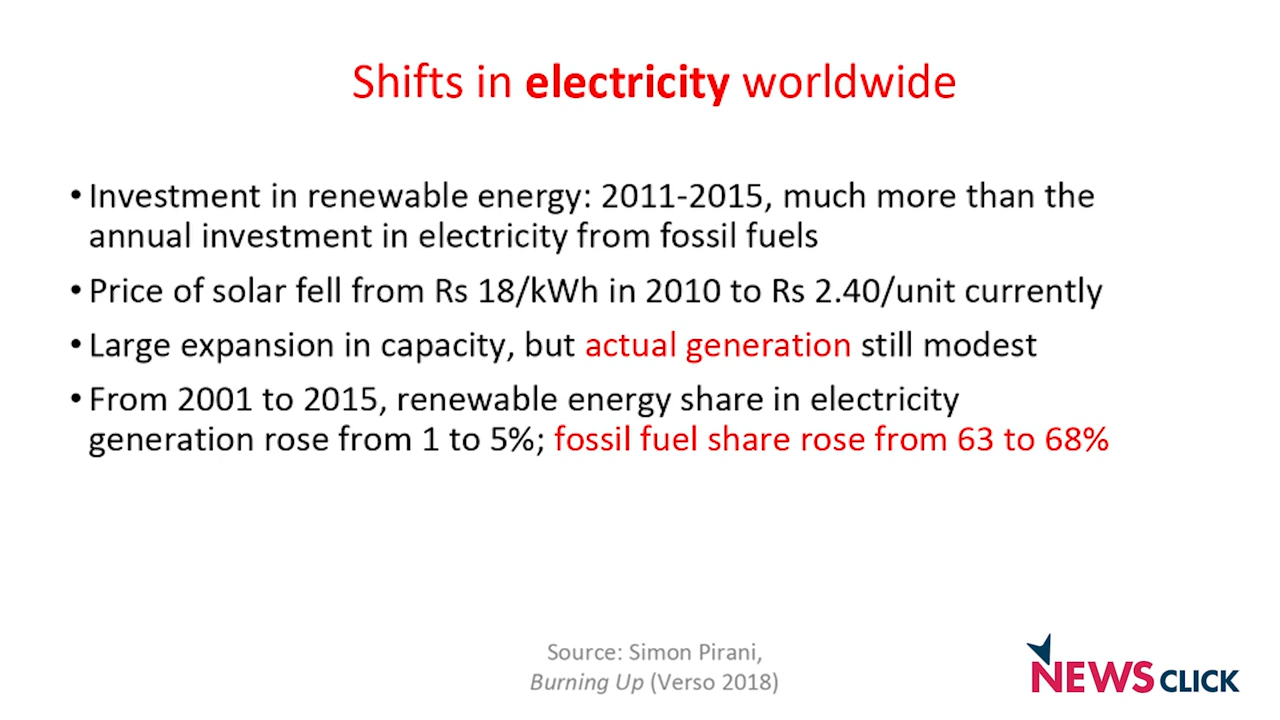 Shifts in electricity worldwide
• Investment in renewable energy: 2011-2015, much more than the
annual investment in electricity from fossil fuels
• Price of solar fell from Rs 18/kWh in 2010 to Rs 2.40/unit currently
• Large expansion in capacity, but actual generation still modest
• From 2001 to 2015, renewable energy share in electricity
generation rose from 1 to 5%; fossil fuel share rose from 63 to 68%
Source: Simon Pirani,
Burning Up (Verso 2018)
NEWSCLICK